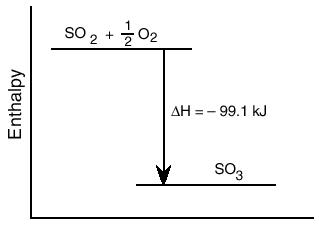 SO₂ + ½ O₂
Enthalpy
ΔH = – 99.1 kJ
SO₃